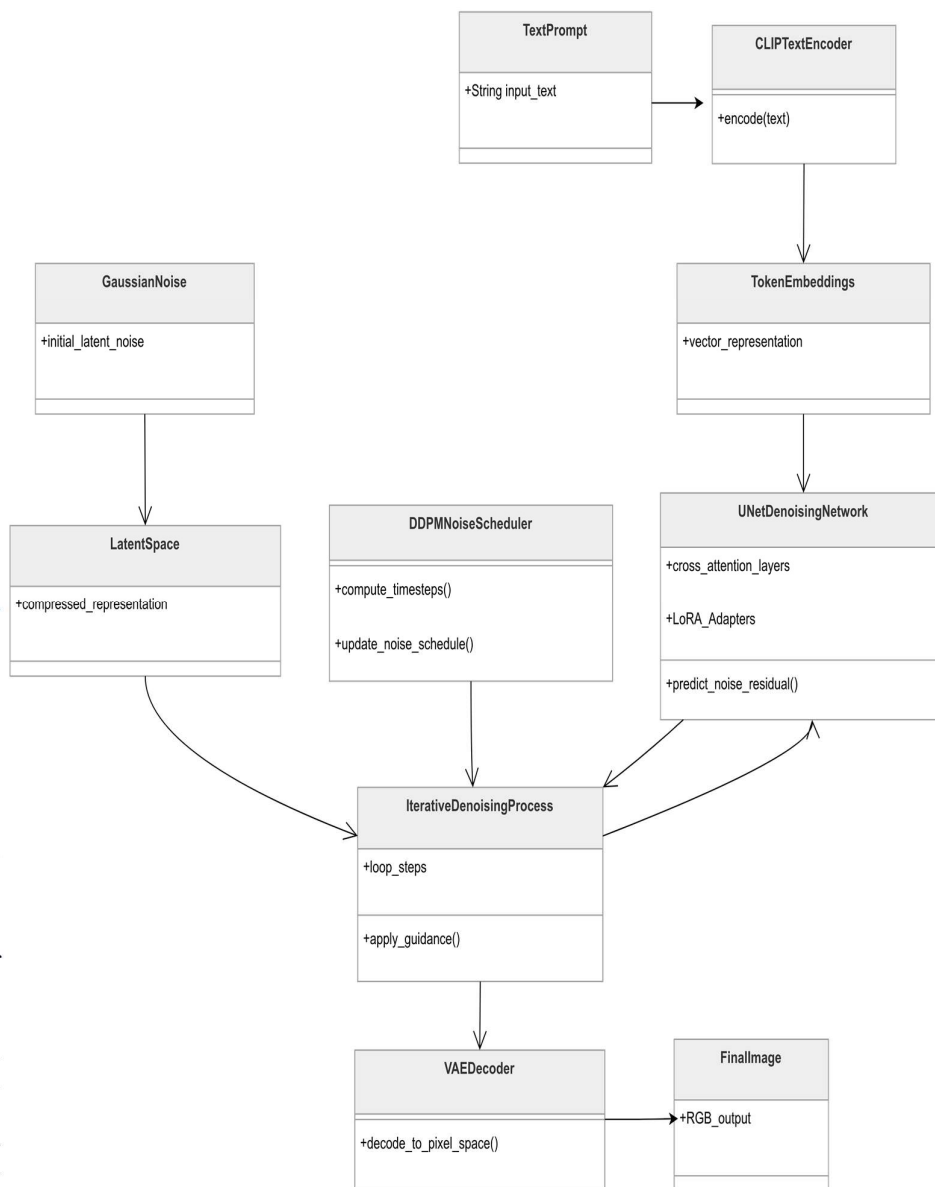 TextPrompt
+String input_text
CLIPTextEncoder
+encode(text)
GaussianNoise
+initial_latent_noise
TokenEmbeddings
+vector_representation
LatentSpace
+compressed_representation
DDPMNoiseScheduler
+compute_timesteps()
+update_noise_schedule()
UNetDenoisingNetwork
+cross_attention_layers
+LoRA_Adapters
+predict_noise_residual()
IterativeDenoisingProcess
+loop_steps
+apply_guidance()
VAEDecoder
+decode_to_pixel_space()
FinalImage
+RGB_output